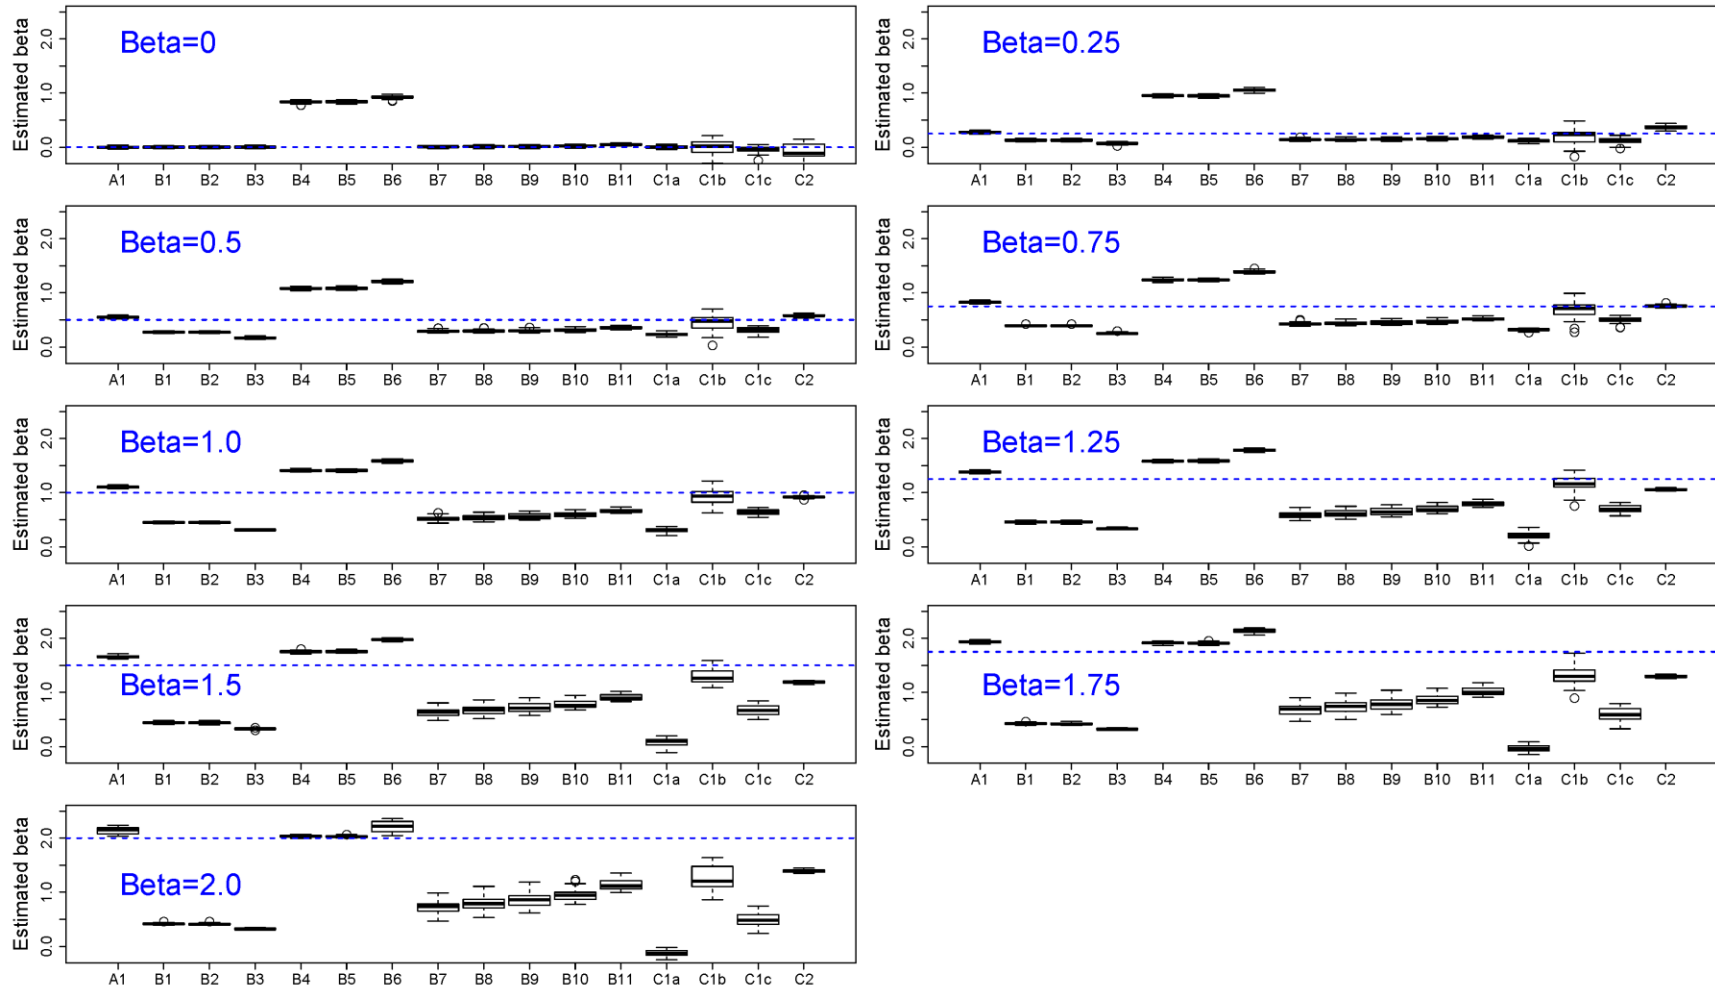 Beta=0
Estimated beta
0.0 1.0 2.0
A1 B1 B2 B3 B4 B5 B6 B7 B8 B9 B10 B11 C1a C1b C1c C2
Beta=0.25
Estimated beta
0.0 1.0 2.0
A1 B1 B2 B3 B4 B5 B6 B7 B8 B9 B10 B11 C1a C1b C1c C2
Beta=0.5
Estimated beta
0.0 1.0 2.0
A1 B1 B2 B3 B4 B5 B6 B7 B8 B9 B10 B11 C1a C1b C1c C2
Beta=0.75
Estimated beta
0.0 1.0 2.0
A1 B1 B2 B3 B4 B5 B6 B7 B8 B9 B10 B11 C1a C1b C1c C2
Beta=1.0
Estimated beta
0.0 1.0 2.0
A1 B1 B2 B3 B4 B5 B6 B7 B8 B9 B10 B11 C1a C1b C1c C2
Beta=1.25
Estimated beta
0.0 1.0 2.0
A1 B1 B2 B3 B4 B5 B6 B7 B8 B9 B10 B11 C1a C1b C1c C2
Beta=1.5
Estimated beta
0.0 1.0 2.0
A1 B1 B2 B3 B4 B5 B6 B7 B8 B9 B10 B11 C1a C1b C1c C2
Beta=1.75
Estimated beta
0.0 1.0 2.0
A1 B1 B2 B3 B4 B5 B6 B7 B8 B9 B10 B11 C1a C1b C1c C2
Beta=2.0
Estimated beta
0.0 1.0 2.0
A1 B1 B2 B3 B4 B5 B6 B7 B8 B9 B10 B11 C1a C1b C1c C2